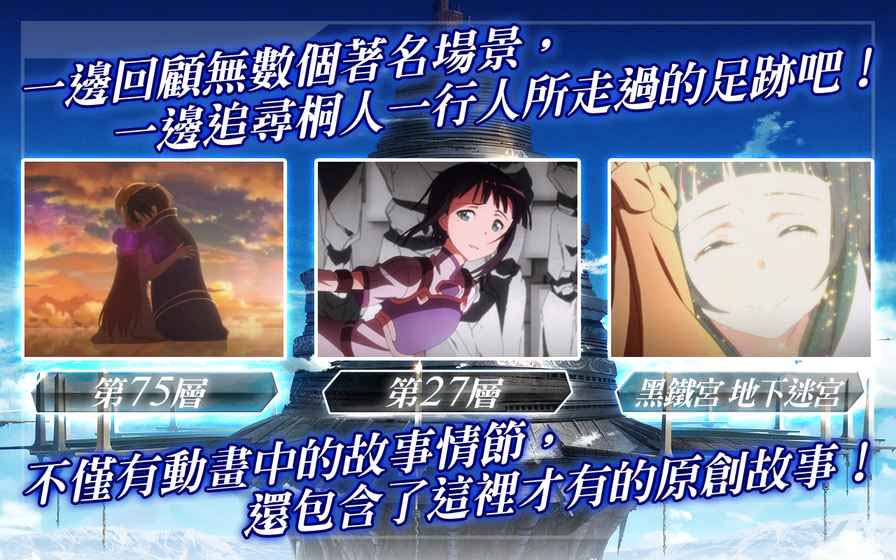 一邊回顧無數個著名場景，
一邊追尋桐人一行人所走過的足跡吧！
第75層
第27層
黑鐵宮 地下迷宮
不僅有動畫中的故事情節，
還包含了這裡才有的原創故事！